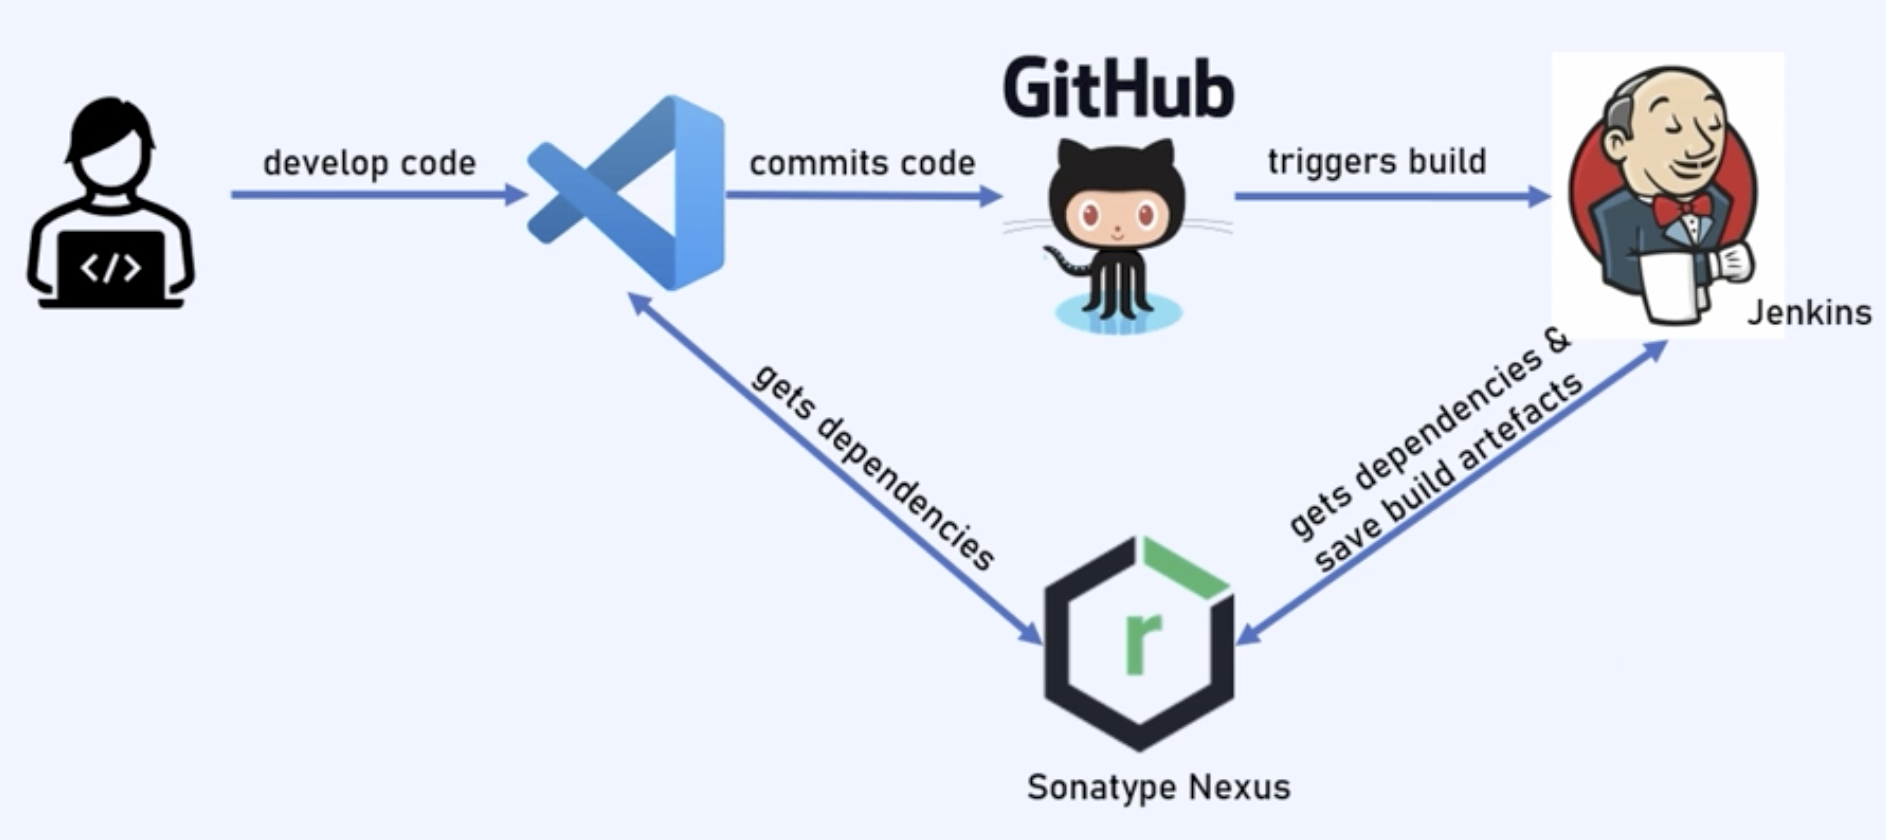 GitHub
develop code
commits code
triggers build
</>
Jenkins
gets dependencies
gets dependencies &
save build artefacts
r
Sonatype Nexus